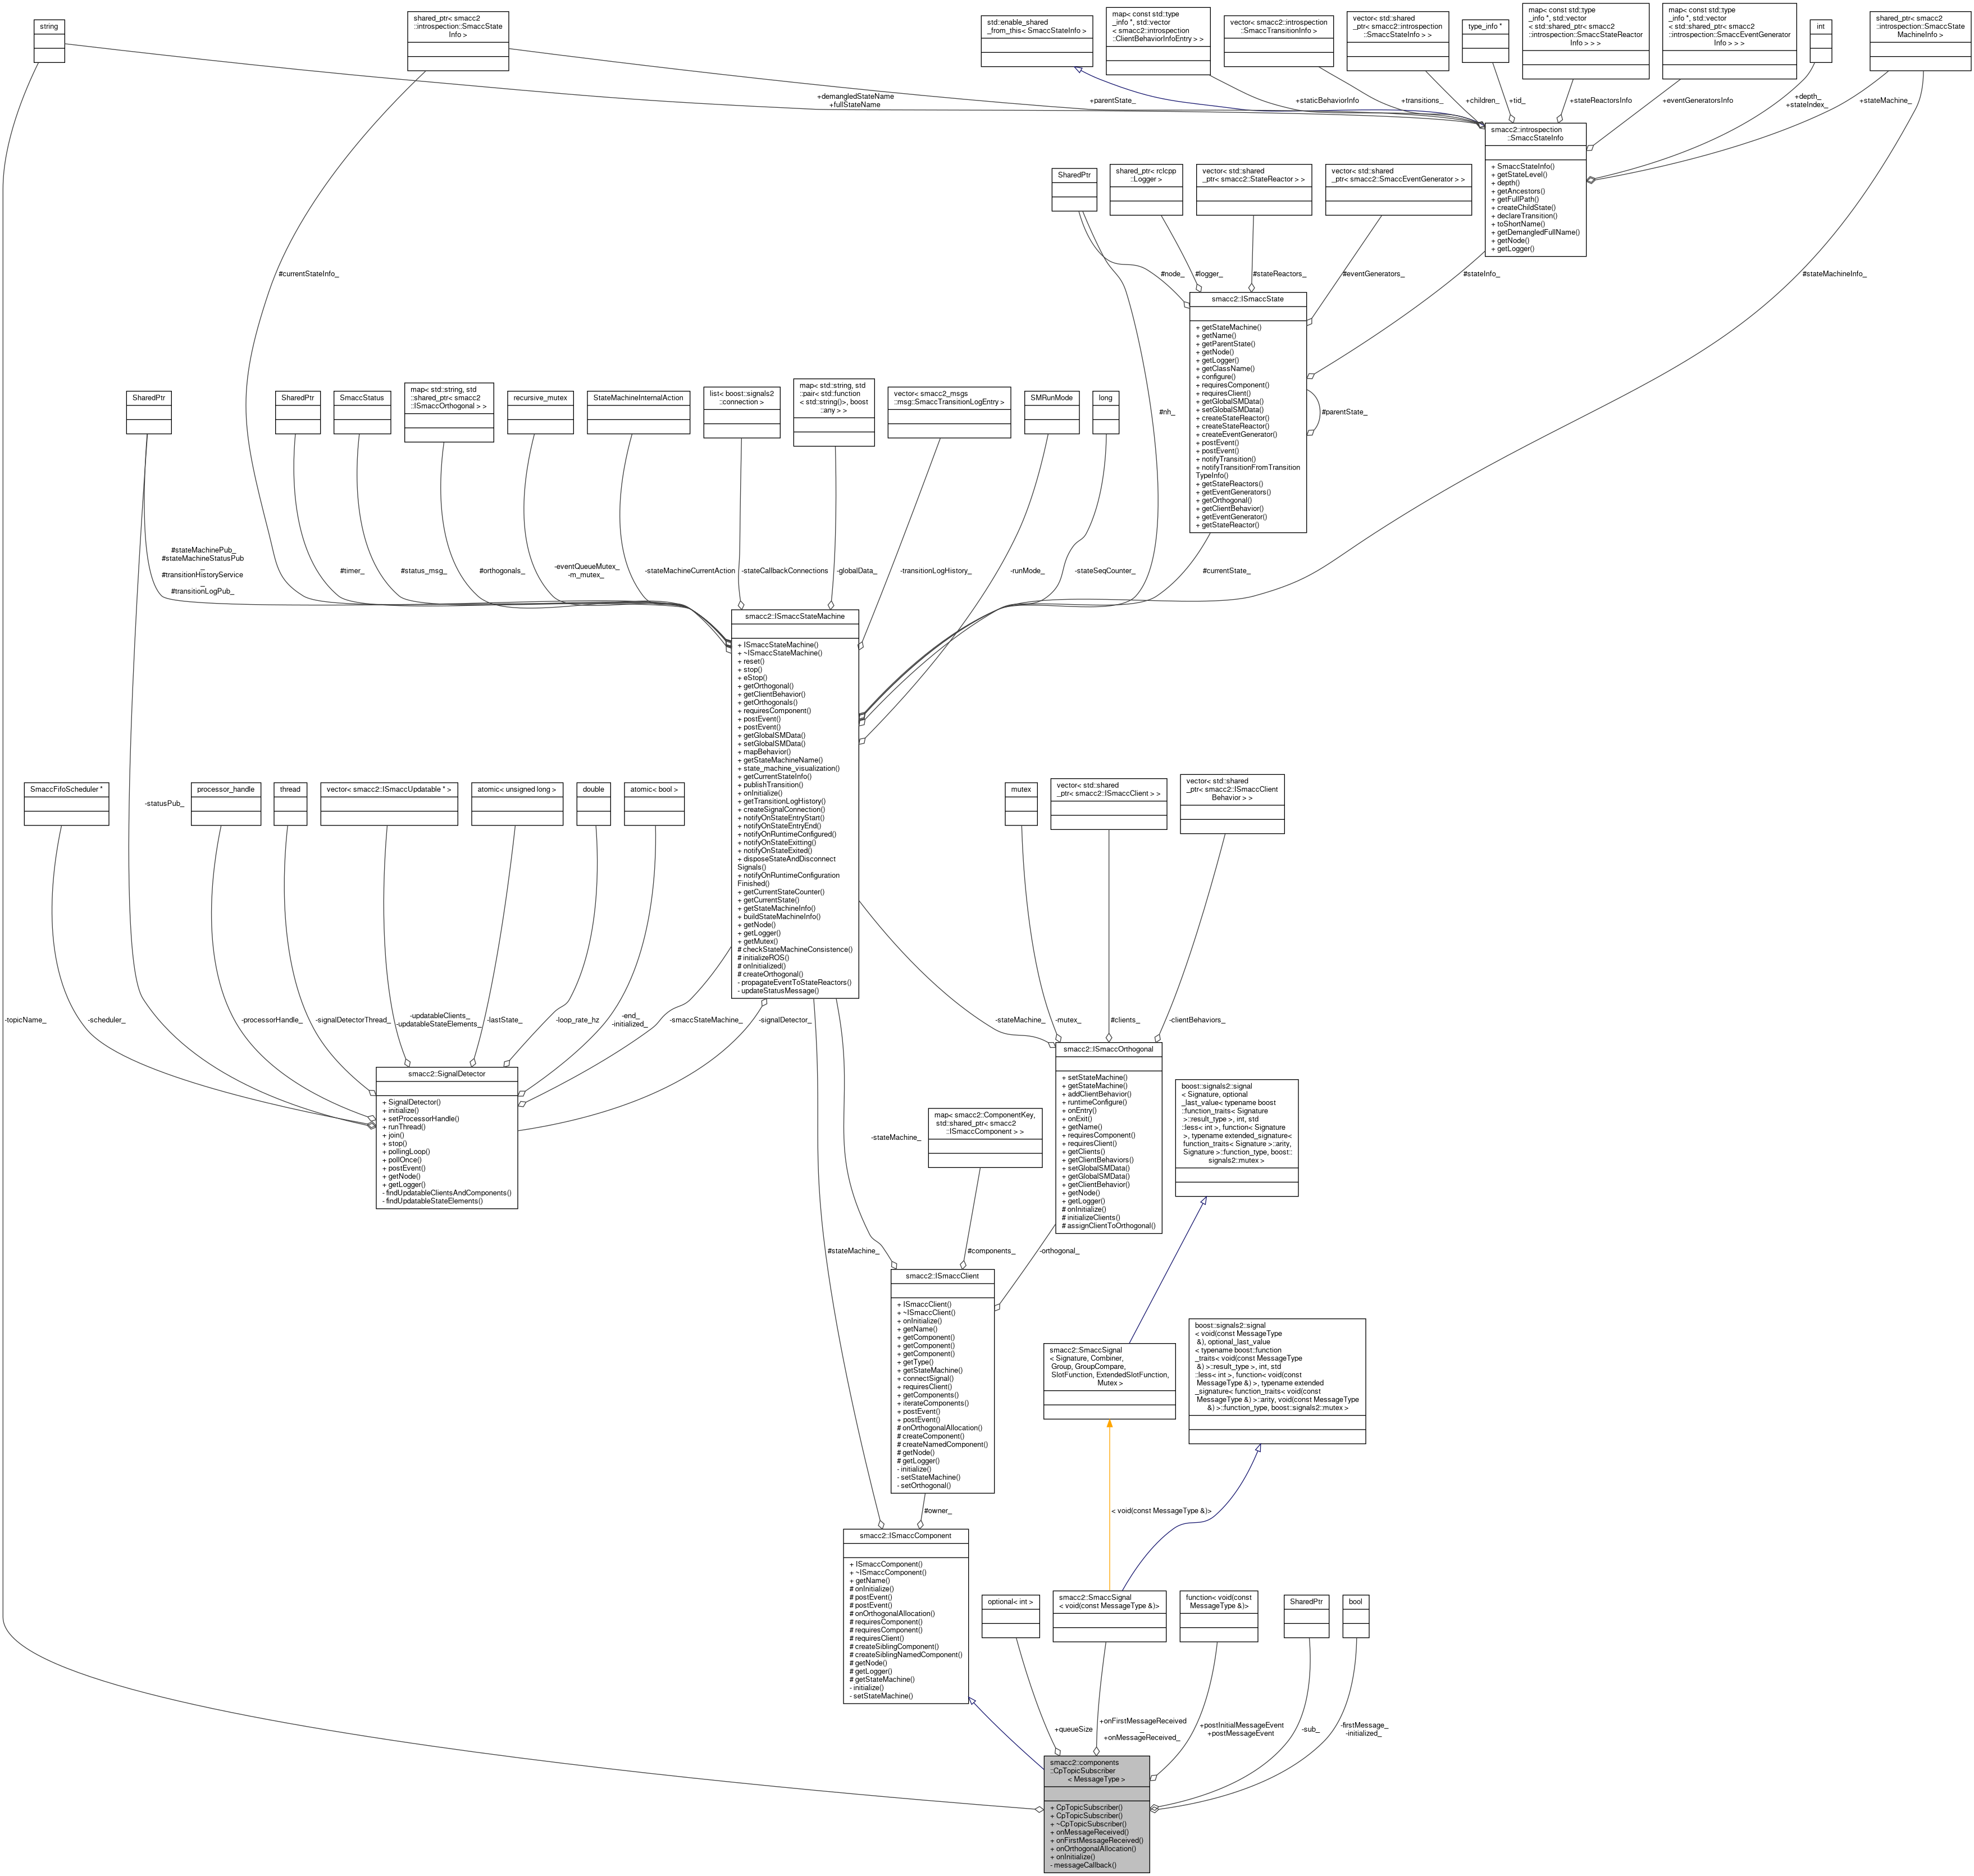 string
shared_ptr< smacc2
::introspection::SmaccState
Info >
std::enable_shared
_from_this< SmaccStateInfo >
map< const std::type
_info *, std::vector
< smacc2::introspection
::ClientBehaviorInfoEntry > >
vector< smacc2::introspection
::SmaccTransitionInfo >
vector< std::shared
_ptr< smacc2::introspection
::SmaccStateInfo > >
type_info *
map< const std::type
_info *, std::vector
< std::shared_ptr< smacc2
::introspection::SmaccStateReactor
Info > > >
map< const std::type
_info *, std::vector
< std::shared_ptr< smacc2
::introspection::SmaccEventGenerator
Info > > >
int
shared_ptr< smacc2
::introspection::SmaccState
MachineInfo >
+demangledStateName
+fullStateName
+parentState_
+staticBehaviorInfo
+transitions_
+children_
+tid_
+stateReactorsInfo
+eventGeneratorsInfo
+depth_
+stateIndex_
+stateMachine_
smacc2::introspection
::SmaccStateInfo
+ SmaccStateInfo()
+ getStateLevel()
+ depth()
+ getAncestors()
+ getFullPath()
+ createChildState()
+ declareTransition()
+ toShortName()
+ getDemangledFullName()
+ getNode()
+ getLogger()
SharedPtr
shared_ptr< rclcpp
::Logger >
vector< std::shared
_ptr< smacc2::StateReactor > >
vector< std::shared
_ptr< smacc2::SmaccEventGenerator > >
#currentStateInfo_
#node_
#logger_
#stateReactors_
#eventGenerators_
#stateInfo_
#stateMachineInfo_
smacc2::ISmaccState
+ getStateMachine()
+ getName()
+ getParentState()
+ getNode()
+ getLogger()
+ getClassName()
+ configure()
+ requiresComponent()
+ requiresClient()
+ getGlobalSMData()
+ setGlobalSMData()
+ createStateReactor()
+ createStateReactor()
+ createEventGenerator()
+ postEvent()
+ postEvent()
+ notifyTransition()
+ notifyTransitionFromTransition
TypeInfo()
+ getStateReactors()
+ getEventGenerators()
+ getOrthogonal()
+ getClientBehavior()
+ getEventGenerator()
+ getStateReactor()
#parentState_
#nh_
SharedPtr
SharedPtr
SmaccStatus
map< std::string, std
::shared_ptr< smacc2
::ISmaccOrthogonal > >
recursive_mutex
StateMachineInternalAction
list< boost::signals2
::connection >
map< std::string, std
::pair< std::function
< std::string()>, boost
::any > >
vector< smacc2_msgs
::msg::SmaccTransitionLogEntry >
SMRunMode
long
#stateMachinePub_
#stateMachineStatusPub
_
#transitionHistoryService
_
#transitionLogPub_
#timer_
#status_msg_
#orthogonals_
-eventQueueMutex_
-m_mutex_
-stateMachineCurrentAction
-stateCallbackConnections
-globalData_
-transitionLogHistory_
-runMode_
-stateSeqCounter_
#currentState_
smacc2::ISmaccStateMachine
+ ISmaccStateMachine()
+ ~ISmaccStateMachine()
+ reset()
+ stop()
+ eStop()
+ getOrthogonal()
+ getClientBehavior()
+ getOrthogonals()
+ requiresComponent()
+ postEvent()
+ postEvent()
+ getGlobalSMData()
+ setGlobalSMData()
+ mapBehavior()
+ getStateMachineName()
+ state_machine_visualization()
+ getCurrentStateInfo()
+ publishTransition()
+ onInitialize()
+ getTransitionLogHistory()
+ createSignalConnection()
+ notifyOnStateEntryStart()
+ notifyOnStateEntryEnd()
+ notifyOnRuntimeConfigured()
+ notifyOnStateExitting()
+ notifyOnStateExited()
+ disposeStateAndDisconnect
Signals()
+ notifyOnRuntimeConfiguration
Finished()
+ getCurrentStateCounter()
+ getCurrentState()
+ getStateMachineInfo()
+ buildStateMachineInfo()
+ getNode()
+ getLogger()
+ getMutex()
# checkStateMachineConsistence()
# initializeROS()
# onInitialized()
# createOrthogonal()
- propagateEventToStateReactors()
- updateStatusMessage()
SmaccFifoScheduler *
-statusPub_
processor_handle
thread
vector< smacc2::ISmaccUpdatable * >
atomic< unsigned long >
double
atomic< bool >
mutex
vector< std::shared
_ptr< smacc2::ISmaccClient > >
vector< std::shared
_ptr< smacc2::ISmaccClient
Behavior > >
-topicName_
-scheduler_
-processorHandle_
-signalDetectorThread_
-updatableClients_
-updatableStateElements_
-lastState_
-loop_rate_hz
-end_
-initialized_
-smaccStateMachine_
-signalDetector_
-stateMachine_
-mutex_
#clients_
-clientBehaviors_
smacc2::SignalDetector
+ SignalDetector()
+ initialize()
+ setProcessorHandle()
+ runThread()
+ join()
+ stop()
+ pollingLoop()
+ pollOnce()
+ postEvent()
+ getNode()
+ getLogger()
- findUpdatableClientsAndComponents()
- findUpdatableStateElements()
smacc2::ISmaccOrthogonal
+ setStateMachine()
+ getStateMachine()
+ addClientBehavior()
+ runtimeConfigure()
+ onEntry()
+ onExit()
+ getName()
+ requiresComponent()
+ requiresClient()
+ getClients()
+ getClientBehaviors()
+ setGlobalSMData()
+ getGlobalSMData()
+ getClientBehavior()
+ getNode()
+ getLogger()
# onInitialize()
# initializeClients()
# assignClientToOrthogonal()
boost::signals2::signal
< Signature, optional
_last_value< typename boost
::function_traits< Signature
>::result_type >, int, std
::less< int >, function< Signature
>, typename extended_signature<
function_traits< Signature >::arity,
Signature >::function_type, boost::
signals2::mutex >
-stateMachine_
map< smacc2::ComponentKey,
std::shared_ptr< smacc2
::ISmaccComponent > >
#stateMachine_
#components_
-orthogonal_
smacc2::ISmaccClient
+ ISmaccClient()
+ ~ISmaccClient()
+ onInitialize()
+ getName()
+ getComponent()
+ getComponent()
+ getComponent()
+ getType()
+ getStateMachine()
+ connectSignal()
+ requiresClient()
+ getComponents()
+ iterateComponents()
+ postEvent()
+ postEvent()
# onOrthogonalAllocation()
# createComponent()
# createNamedComponent()
# getNode()
# getLogger()
- initialize()
- setStateMachine()
- setOrthogonal()
smacc2::SmaccSignal
< Signature, Combiner,
Group, GroupCompare,
SlotFunction, ExtendedSlotFunction,
Mutex >
boost::signals2::signal
< void(const MessageType
&), optional_last_value
< typename boost::function
_traits< void(const MessageType
&) >::result_type >, int, std
::less< int >, function< void(const
MessageType &) >, typename extended
_signature< function_traits< void(const
MessageType &) >::arity, void(const MessageType
&) >::function_type, boost::signals2::mutex >
#owner_
< void(const MessageType &)>
smacc2::ISmaccComponent
+ ISmaccComponent()
+ ~ISmaccComponent()
+ getName()
# onInitialize()
# postEvent()
# postEvent()
# onOrthogonalAllocation()
# requiresComponent()
# requiresComponent()
# requiresClient()
# createSiblingComponent()
# createSiblingNamedComponent()
# getNode()
# getLogger()
# getStateMachine()
- initialize()
- setStateMachine()
optional< int >
smacc2::SmaccSignal
< void(const MessageType &)>
function< void(const
MessageType &)>
SharedPtr
bool
+queueSize
+onFirstMessageReceived
_
+onMessageReceived_
+postInitialMessageEvent
+postMessageEvent
-sub_
-firstMessage_
-initialized_
smacc2::components
::CpTopicSubscriber
< MessageType >
+ CpTopicSubscriber()
+ CpTopicSubscriber()
+ ~CpTopicSubscriber()
+ onMessageReceived()
+ onFirstMessageReceived()
+ onOrthogonalAllocation()
+ onInitialize()
- messageCallback()